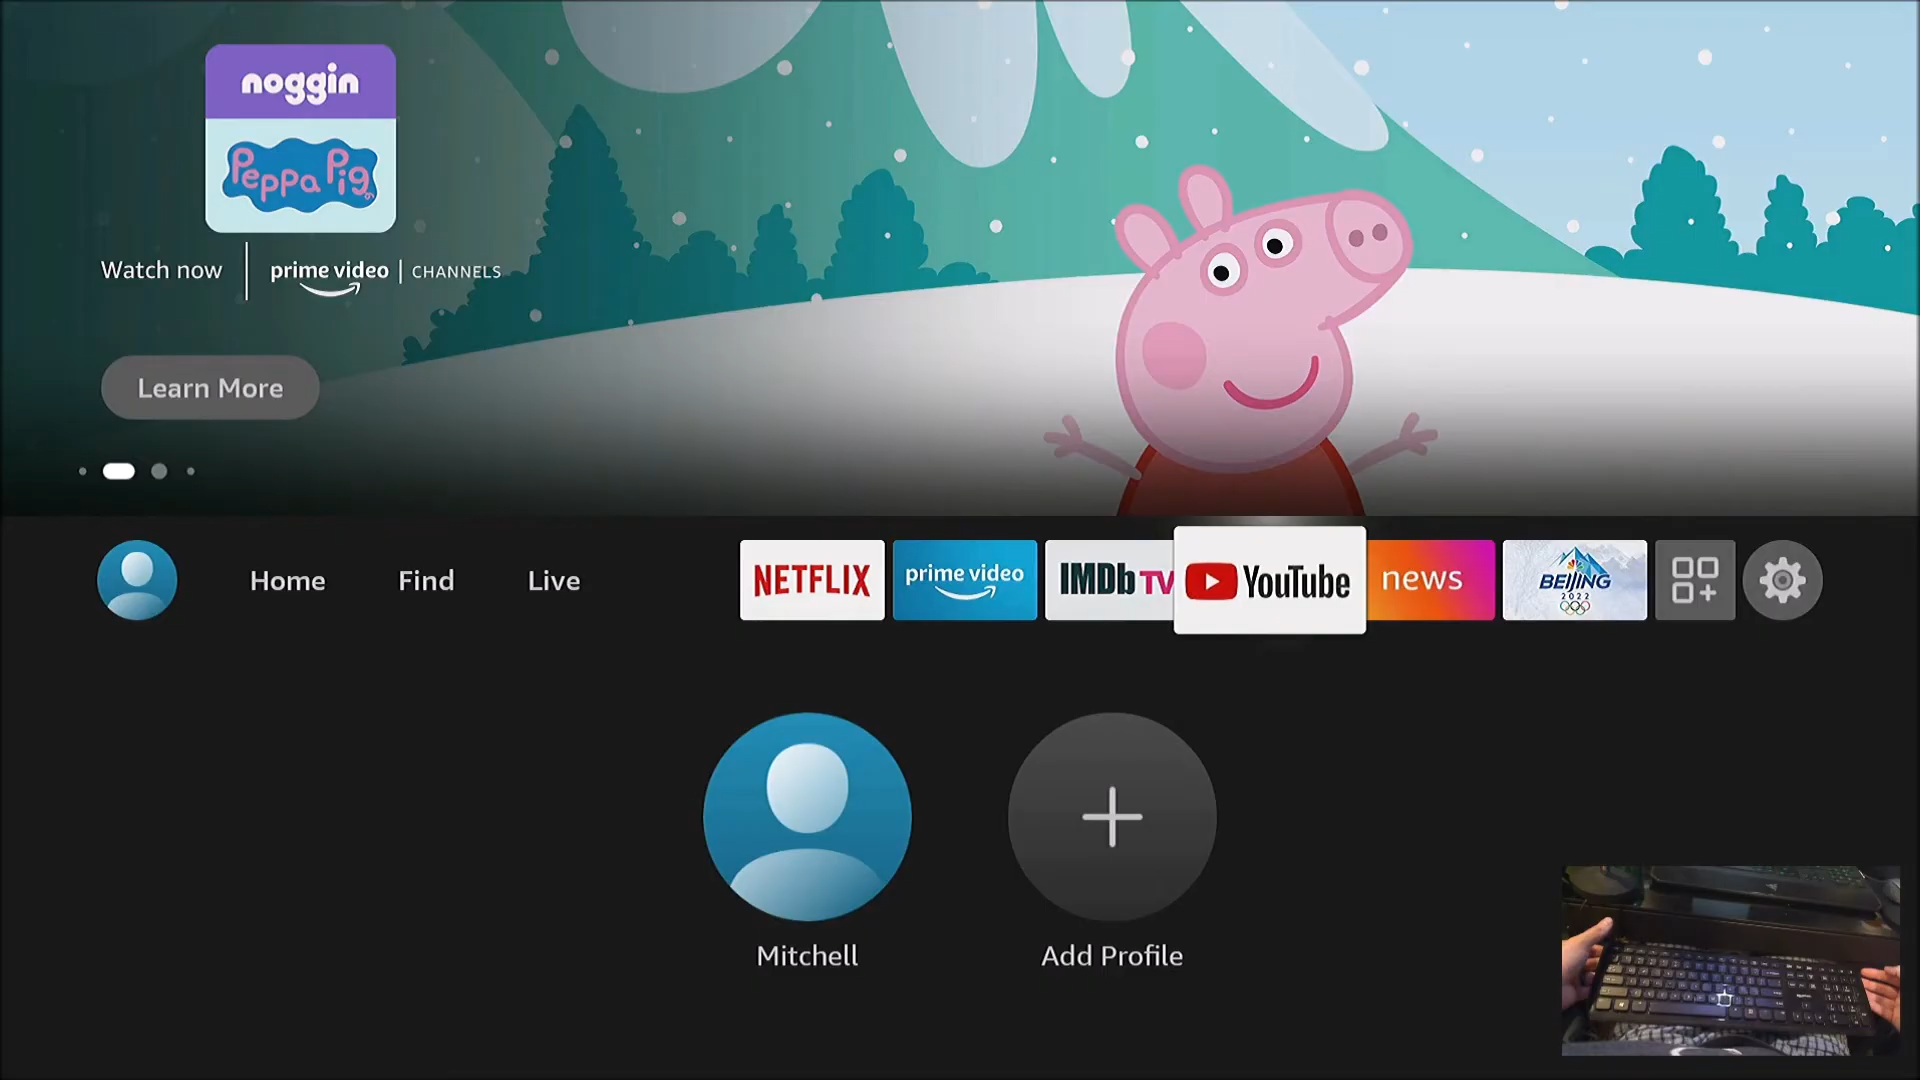 noggin
Peppa Pig
Watch now
prime video | CHANNELS
Learn More
Home
Find
Live
NETFLIX
prime video
IMDb TV
YouTube
news
BEIJING
2022
Mitchell
Add Profile